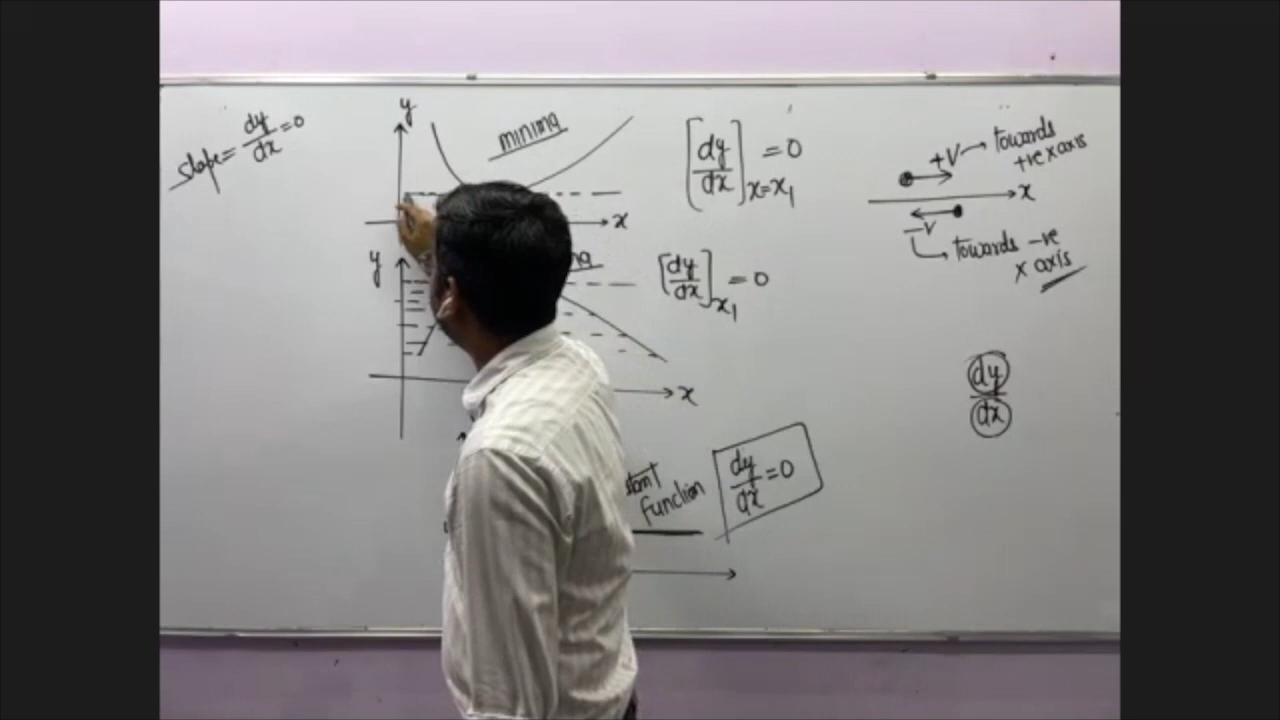 slope = dy/dx = 0
y
minima
x
[dy/dx]x=x₁ = 0
+V → towards
+ve x axis
x
-V
→ towards -ve
x axis
y
x
[dy/dx]x₁ = 0
dy/dx
function
dy/dx = 0